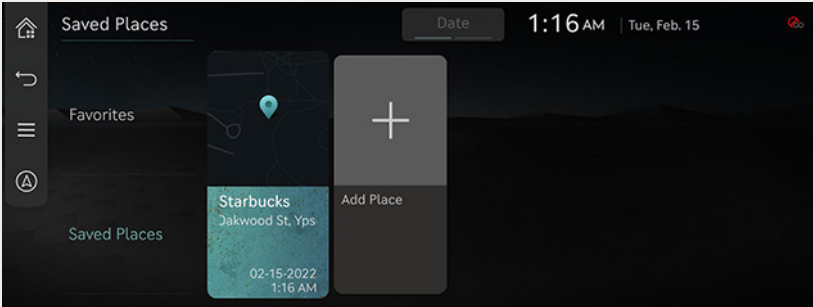 Saved Places
Date
1:16 AM
Tue, Feb. 15
Favorites
Saved Places
Starbucks
Oakwood St, Yps
02-15-2022
1:16 AM
Add Place